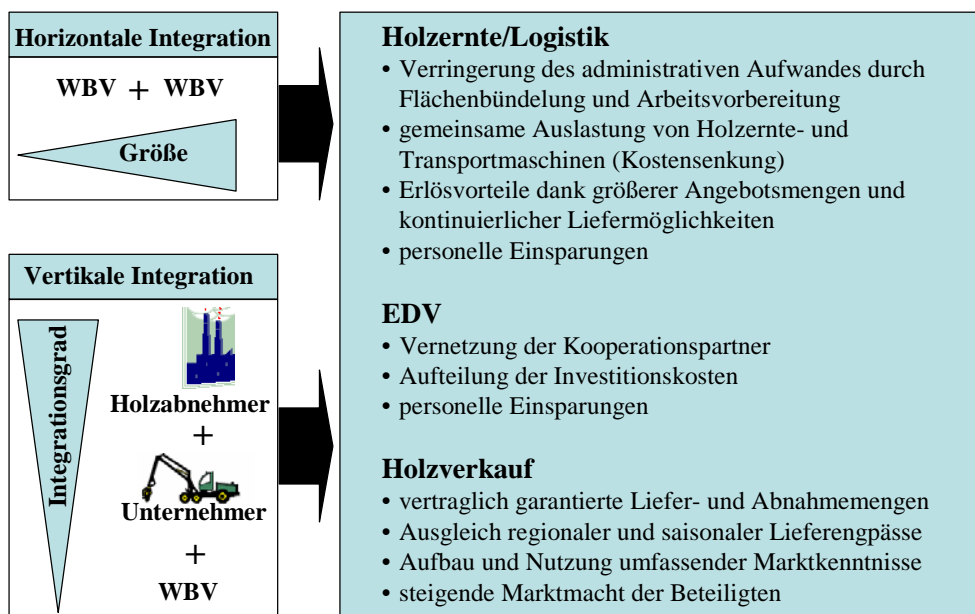 Horizontale Integration
WBV + WBV
Größe
Vertikale Integration
Integrationsgrad
Holzabnehmer
+
Unternehmer
+
WBV
Holzernte/Logistik
• Verringerung des administrativen Aufwandes durch
Flächenbündelung und Arbeitsvorbereitung
• gemeinsame Auslastung von Holzernte- und
Transportmaschinen (Kostensenkung)
• Erlösvorteile dank größerer Angebotsmengen und
kontinuierlicher Liefermöglichkeiten
• personelle Einsparungen
EDV
• Vernetzung der Kooperationspartner
• Aufteilung der Investitionskosten
• personelle Einsparungen
Holzverkauf
• vertraglich garantierte Liefer- und Abnahmemengen
• Ausgleich regionaler und saisonaler Lieferengpässe
• Aufbau und Nutzung umfassender Marktkenntnisse
• steigende Marktmacht der Beteiligten